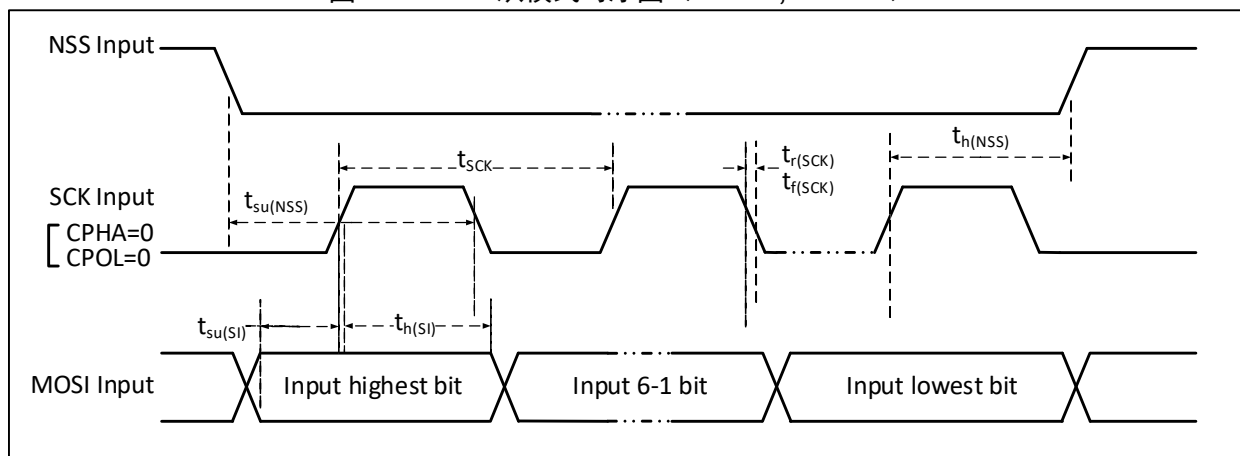 NSS Input
t_SCK
t_r(SCK)
t_f(SCK)
t_h(NSS)
SCK Input
t_su(NSS)
CPHA=0
CPOL=0
t_su(SI)
t_h(SI)
MOSI Input
Input highest bit
Input 6-1 bit
Input lowest bit